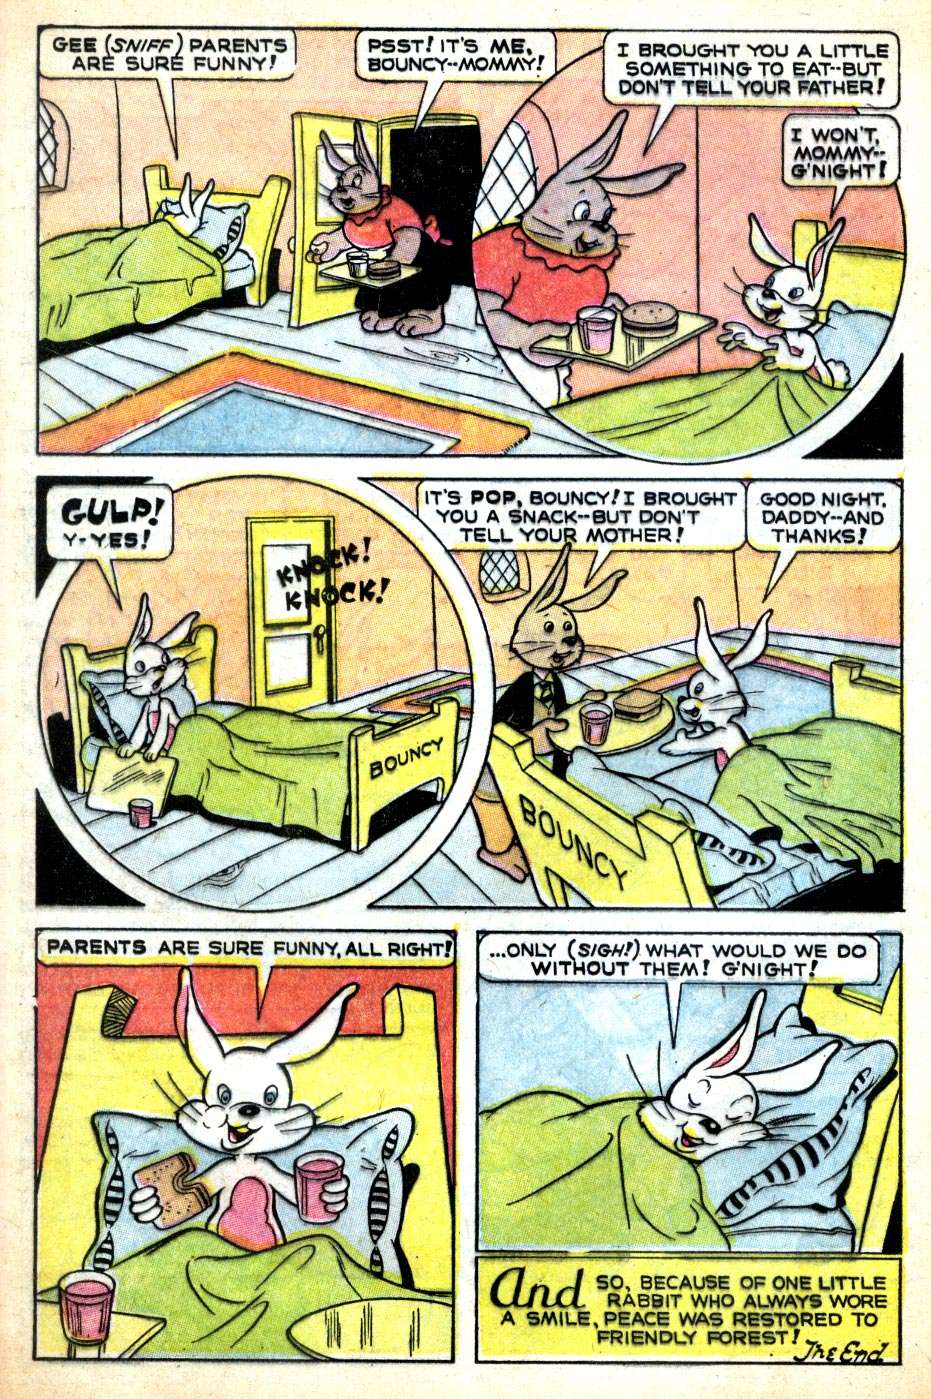 GEE (SNIFF) PARENTS
ARE SURE FUNNY!
PSST! IT'S ME,
BOUNCY--MOMMY!
I BROUGHT YOU A LITTLE
SOMETHING TO EAT--BUT
DON'T TELL YOUR FATHER!
I WON'T,
MOMMY--
G'NIGHT!
GULP!
Y-YES!
KNOCK!
KNOCK!
BOUNCY
IT'S POP, BOUNCY! I BROUGHT
YOU A SNACK--BUT DON'T
TELL YOUR MOTHER!
GOOD NIGHT,
DADDY--AND
THANKS!
BOUNCY
PARENTS ARE SURE FUNNY, ALL RIGHT!
...ONLY (SIGH!) WHAT WOULD WE DO
WITHOUT THEM! G'NIGHT!
And SO, BECAUSE OF ONE LITTLE
RABBIT WHO ALWAYS WORE
A SMILE, PEACE WAS RESTORED TO
FRIENDLY FOREST!
The End